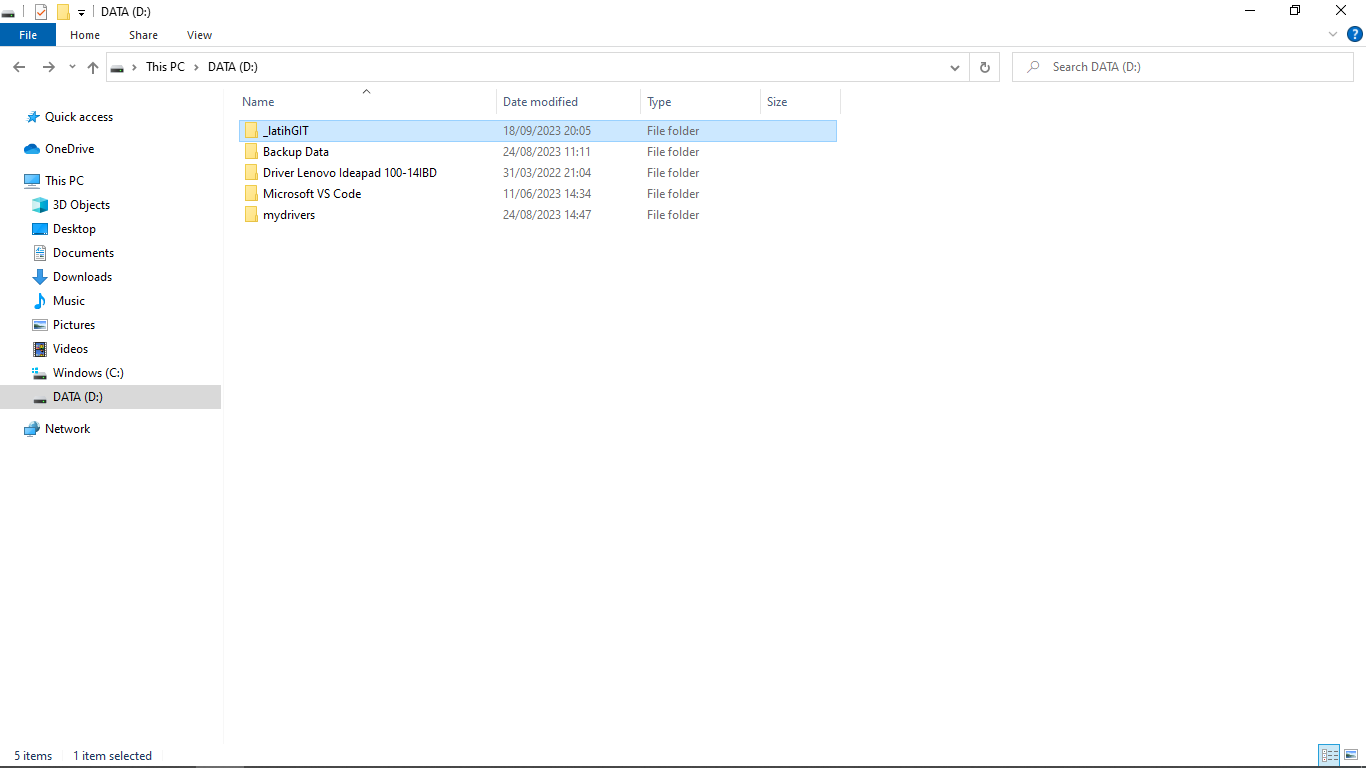 DATA (D:)
File Home Share View
This PC DATA (D:) Search DATA (D:)
Name Date modified Type Size
Quick access
OneDrive
This PC
3D Objects
Desktop
Documents
Downloads
Music
Pictures
Videos
Windows (C:)
DATA (D:)
Network
_latihGIT 18/09/2023 20:05 File folder
Backup Data 24/08/2023 11:11 File folder
Driver Lenovo Ideapad 100-14IBD 31/03/2022 21:04 File folder
Microsoft VS Code 11/06/2023 14:34 File folder
mydrivers 24/08/2023 14:47 File folder
5 items 1 item selected